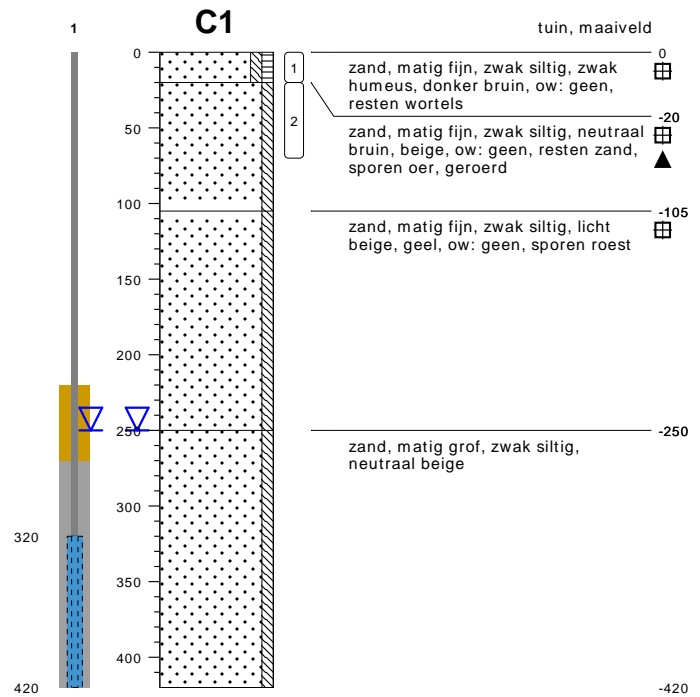 C1
1
tuin, maaiveld
0
50
100
150
200
250
300
350
400
320
420
1
2
0
zand, matig fijn, zwak siltig, zwak
humeus, donker bruin, ow: geen,
resten wortels
-20
zand, matig fijn, zwak siltig, neutraal
bruin, beige, ow: geen, resten zand,
sporen oer, geroerd
-105
zand, matig fijn, zwak siltig, licht
beige, geel, ow: geen, sporen roest
-250
zand, matig grof, zwak siltig,
neutraal beige
-420